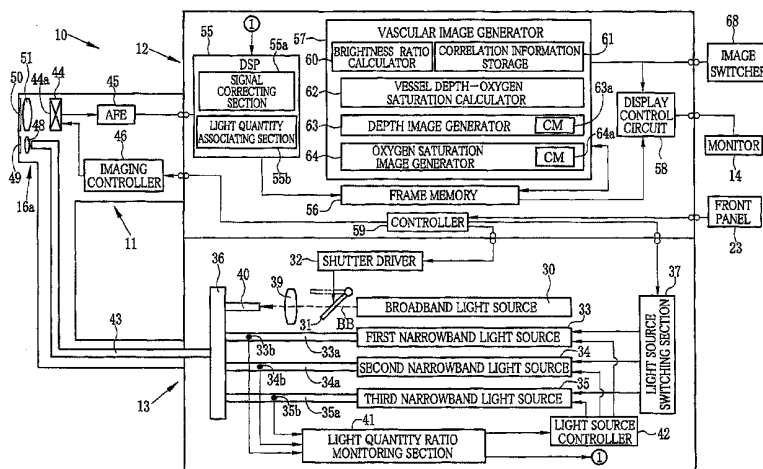 10
12
50
51
44a
44
45
AFE
48
49
46
IMAGING CONTROLLER
16a
11
43
13
1
55
55a
DSP
SIGNAL CORRECTING SECTION
LIGHT QUANTITY ASSOCIATING SECTION
55b
57
VASCULAR IMAGE GENERATOR
60
BRIGHTNESS RATIO CALCULATOR
CORRELATION INFORMATION STORAGE
61
62
VESSEL DEPTH-OXYGEN SATURATION CALCULATOR
63
DEPTH IMAGE GENERATOR
CM
63a
64
OXYGEN SATURATION IMAGE GENERATOR
CM
64a
FRAME MEMORY
56
CONTROLLER
59
68
IMAGE SWITCHER
DISPLAY CONTROL CIRCUIT
58
MONITOR
14
FRONT PANEL
23
32
SHUTTER DRIVER
36
40
39
31
BB
30
BROADBAND LIGHT SOURCE
33
FIRST NARROWBAND LIGHT SOURCE
33b
33a
34
SECOND NARROWBAND LIGHT SOURCE
34b
34a
35
THIRD NARROWBAND LIGHT SOURCE
35b
35a
37
LIGHT SOURCE SWITCHING SECTION
41
LIGHT QUANTITY RATIO MONITORING SECTION
LIGHT SOURCE CONTROLLER
42
1